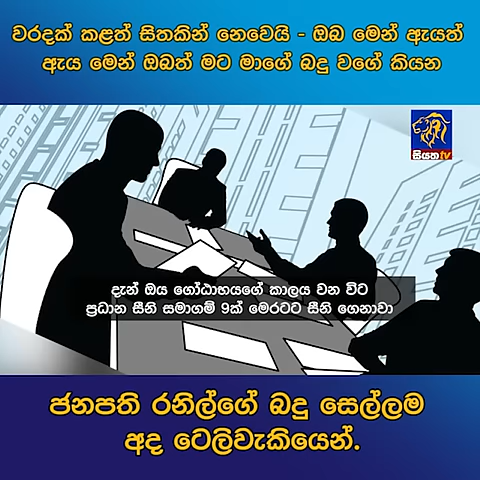 වරදක් කළත් සිතකින් නෙවෙයි - ඔබ මෙන් ඇයත්
ඇය මෙන් ඔබත් මට මාගේ බදු වගේ කියන
සියත tv
දැන් ඔය ගෝඨාභයගේ කාලය වන විට
ප්‍රධාන සීනි සමාගම් 9ක් මෙරටට සීනි ගෙනාවා
ජනපති රනිල්ගේ බදු සෙල්ලම
අද ටෙලිවැකියෙන්.